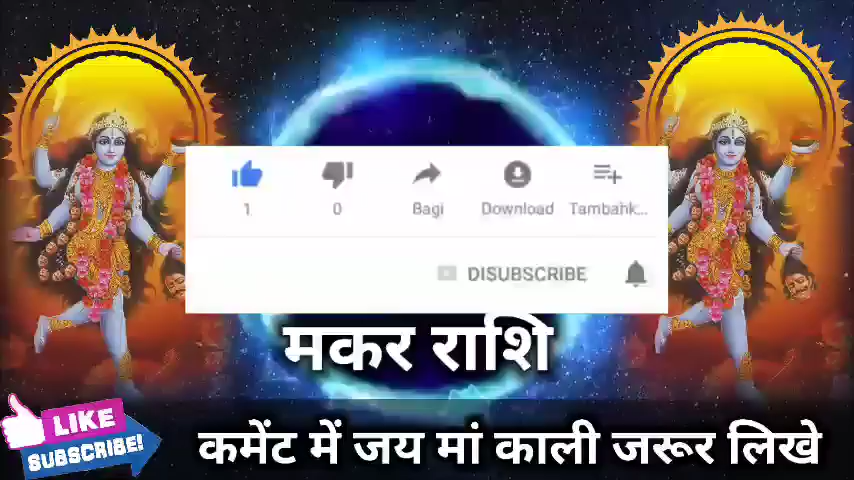 1 0 Bagi Download Tambahk...
DISUBSCRIBE
मकर राशि
LIKE
SUBSCRIBE!
कमेंट में जय मां काली जरूर लिखे